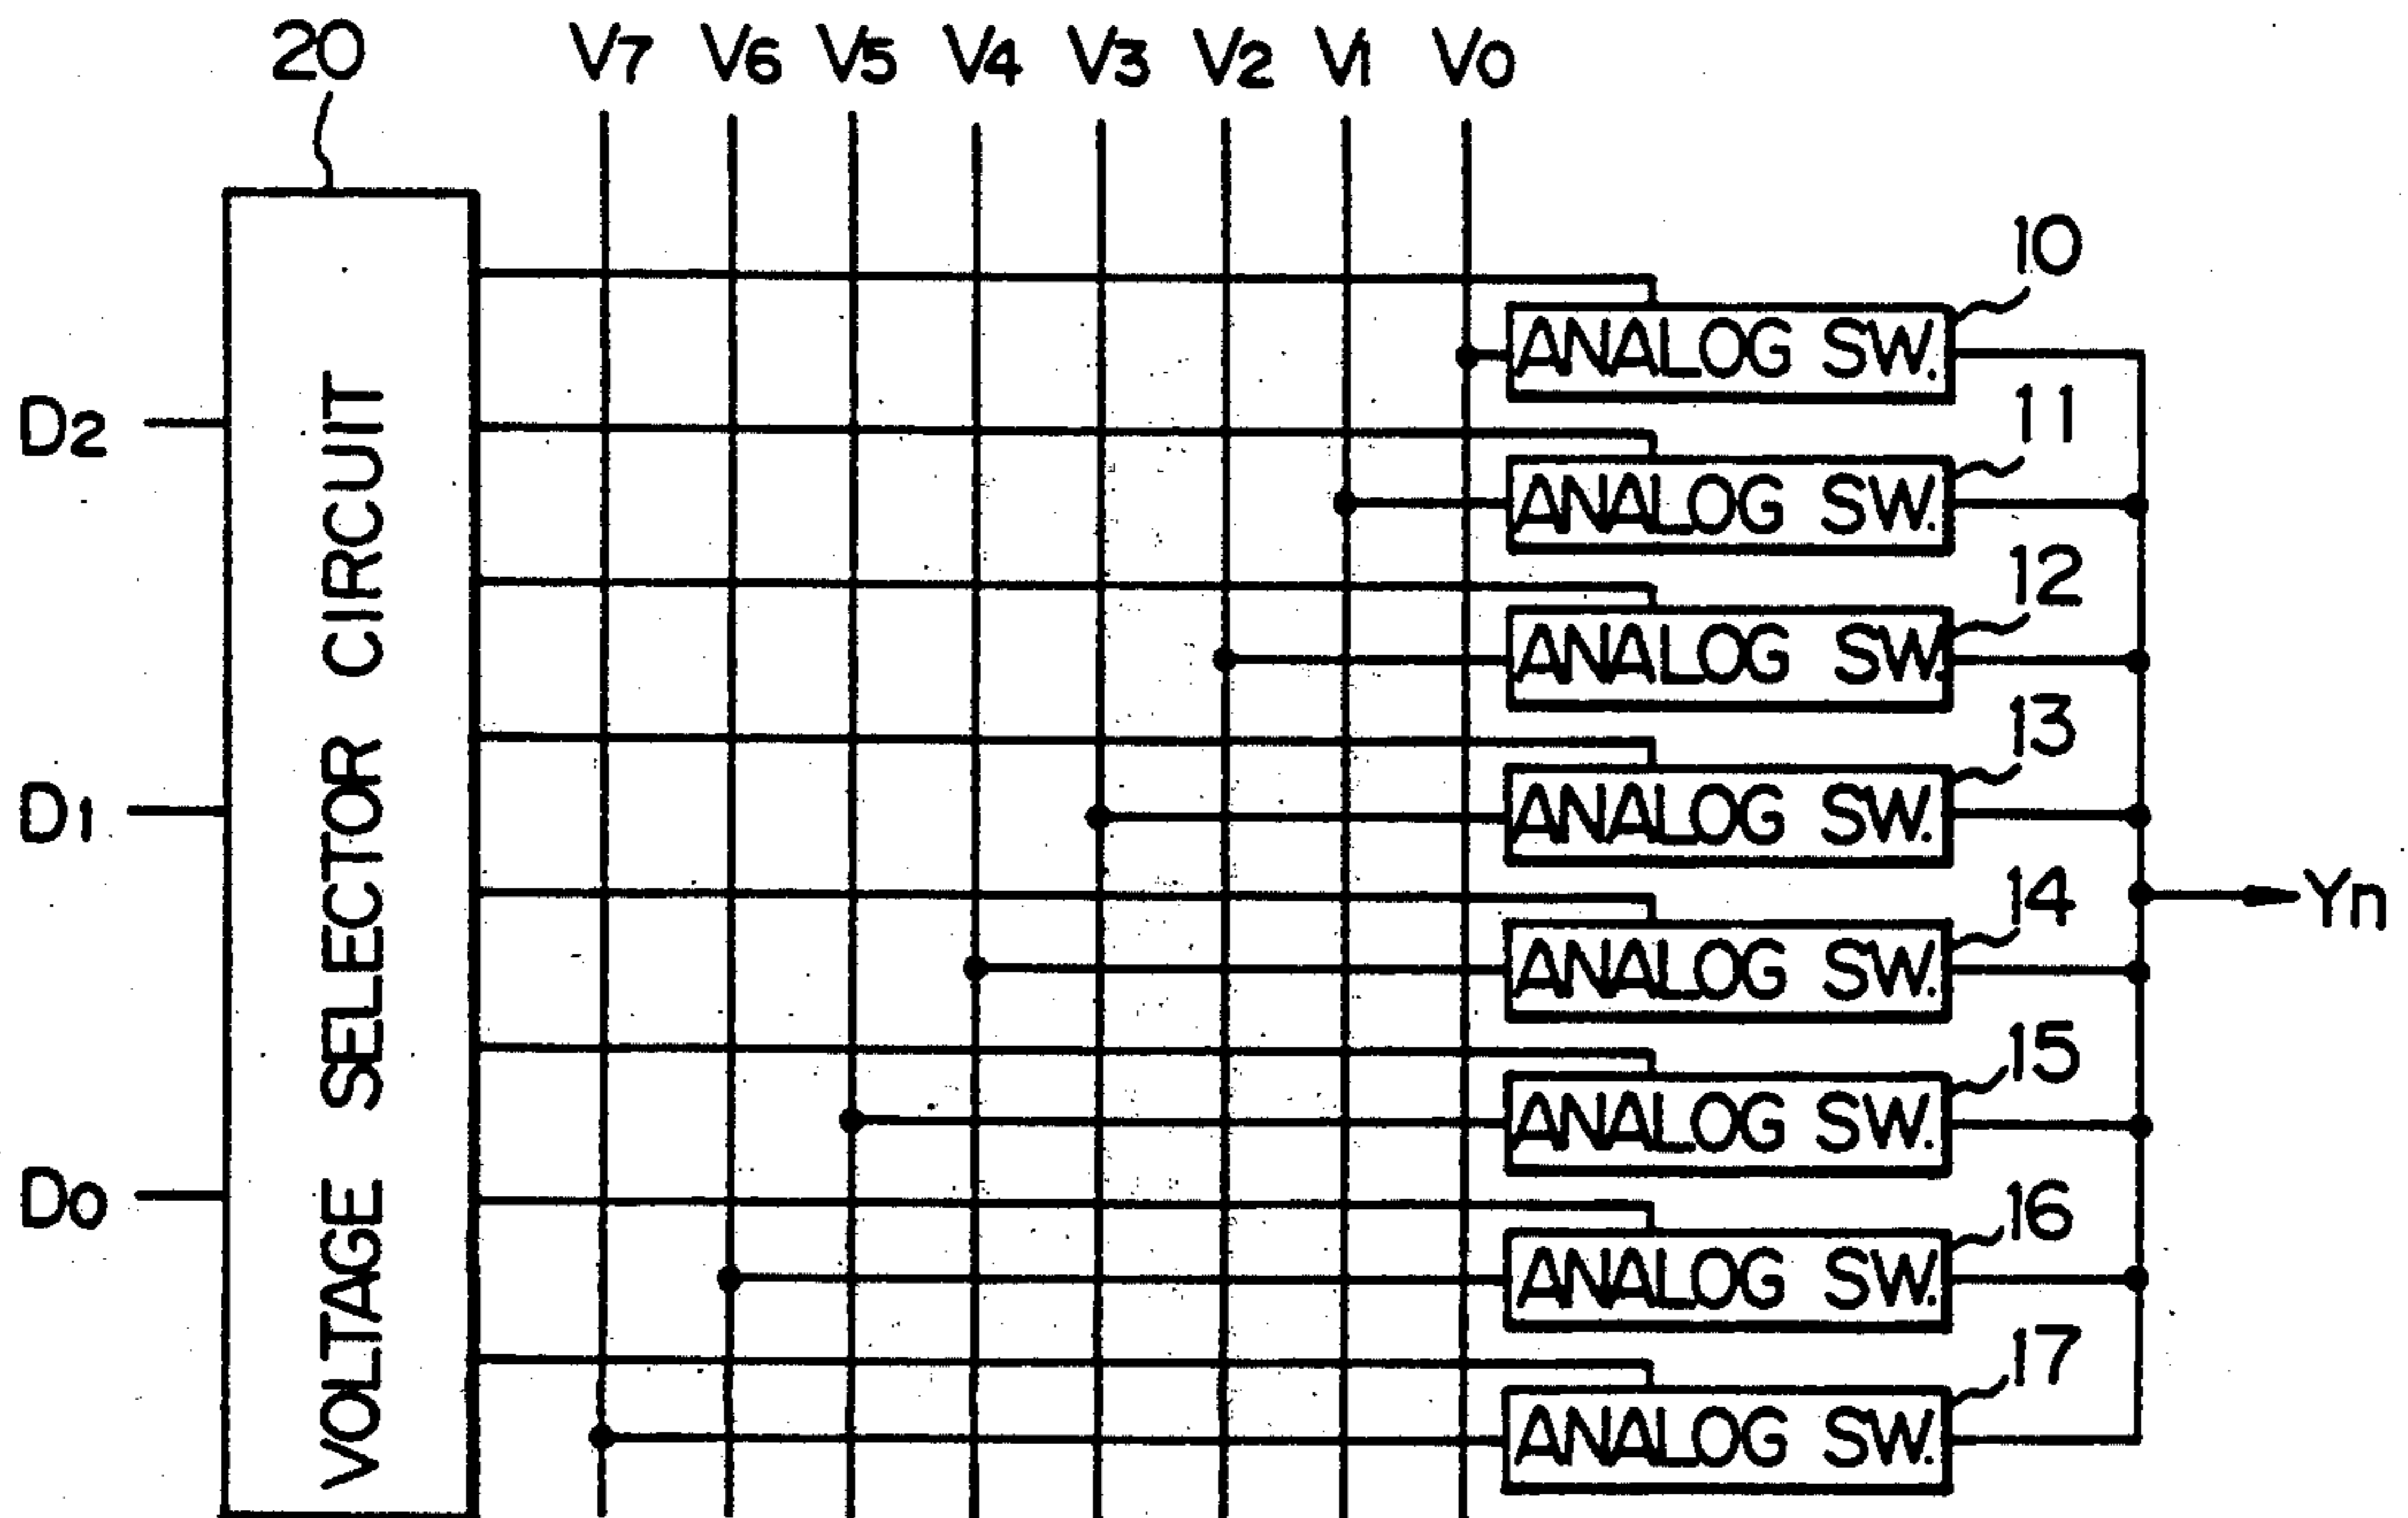 20 V7 V6 V5 V4 V3 V2 V1 V0
10
ANALOG SW.
D2
11
ANALOG SW.
12
ANALOG SW.
13
D1
ANALOG SW.
14
Yn
ANALOG SW.
15
ANALOG SW.
D0
16
ANALOG SW.
17
ANALOG SW.
VOLTAGE SELECTOR CIRCUIT